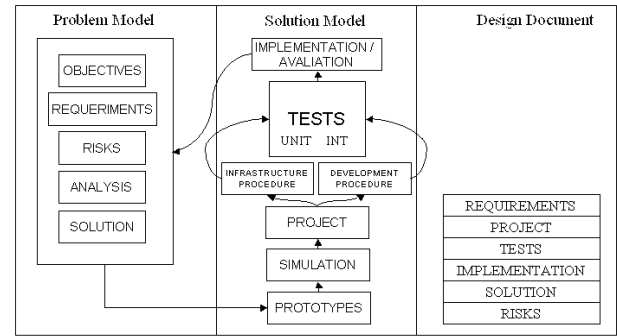 Problem Model
OBJECTIVES
REQUERIMENTS
RISKS
ANALYSIS
SOLUTION
Solution Model
IMPLEMENTATION /
AVALIATION
TESTS
UNIT INT
INFRASTRUCTURE
PROCEDURE
DEVELOPMENT
PROCEDURE
PROJECT
SIMULATION
PROTOTYPES
Design Document
REQUIREMENTS
PROJECT
TESTS
IMPLEMENTATION
SOLUTION
RISKS